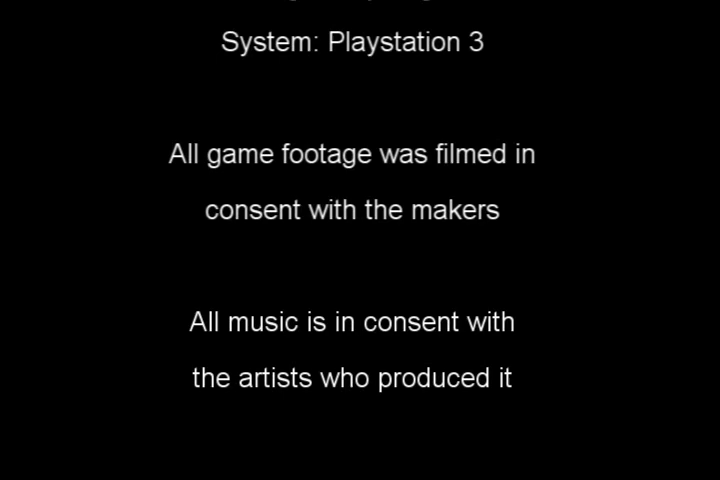 System: Playstation 3
All game footage was filmed in
consent with the makers
All music is in consent with
the artists who produced it